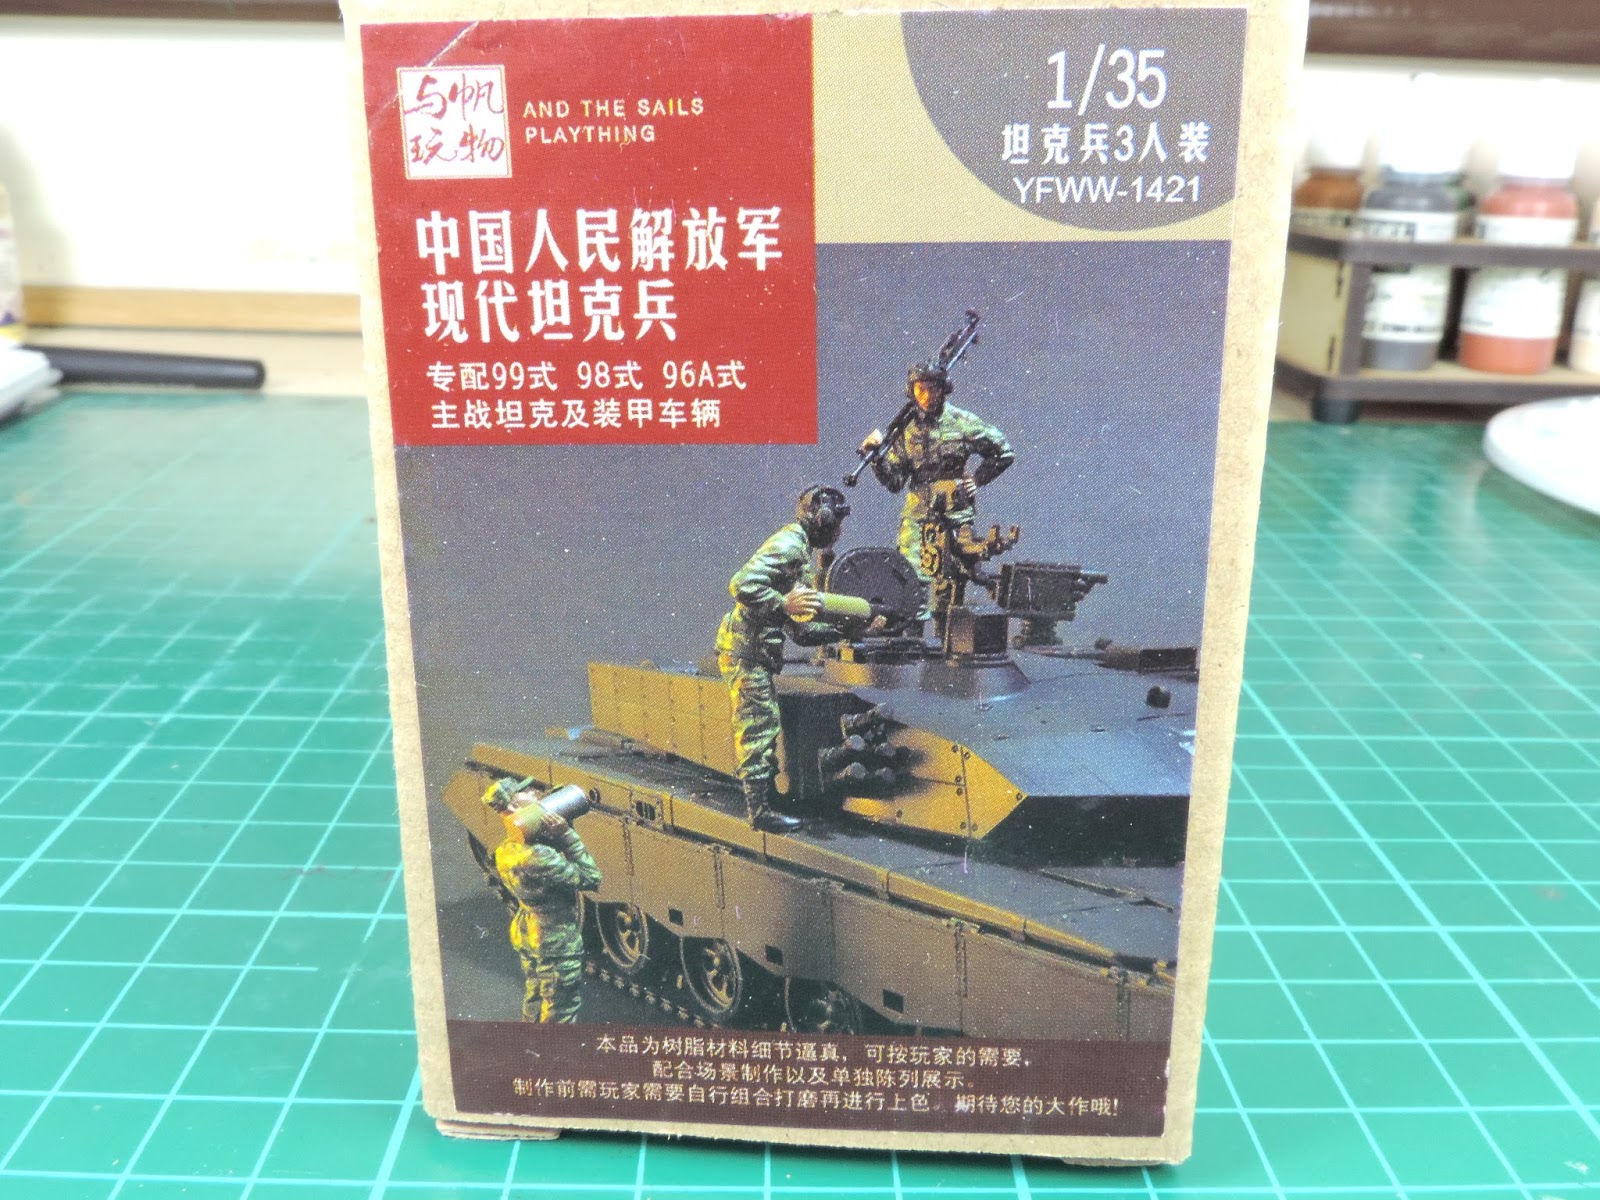 与帆
玩物
AND THE SAILS
PLAYTHING
1/35
坦克兵3人装
YFWW-1421
中国人民解放军
现代坦克兵
专配99式 98式 96A式
主战坦克及装甲车辆
本品为树脂材料细节逼真，可按玩家的需要，
配合场景制作以及单独陈列展示。
制作前需玩家需要自行组合打磨再进行上色。期待您的大作哦!